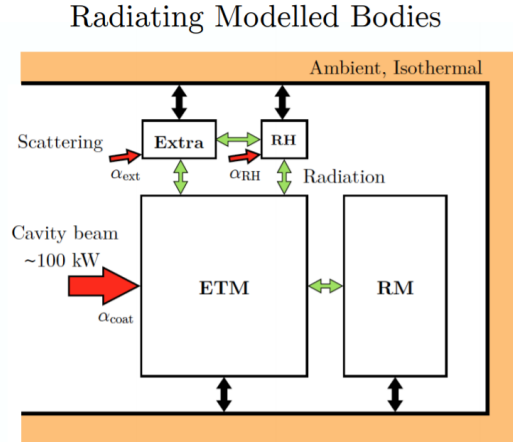 Radiating Modelled Bodies
Ambient, Isothermal
Scattering
Extra
RH
αext
αRH
Radiation
Cavity beam
~100 kW
ETM
RM
αcoat